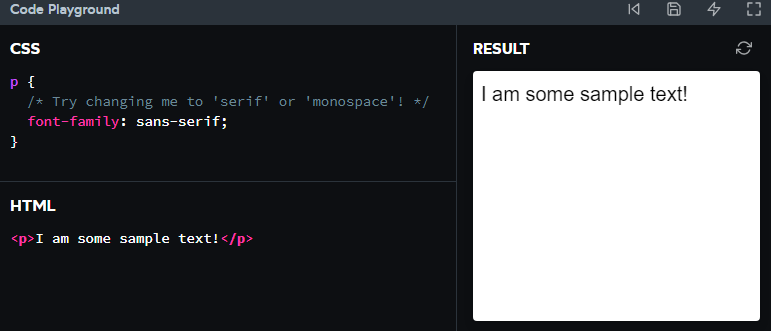 Code Playground
CSS
p {
  /* Try changing me to 'serif' or 'monospace'! */
  font-family: sans-serif;
}
HTML
<p>I am some sample text!</p>
RESULT
I am some sample text!